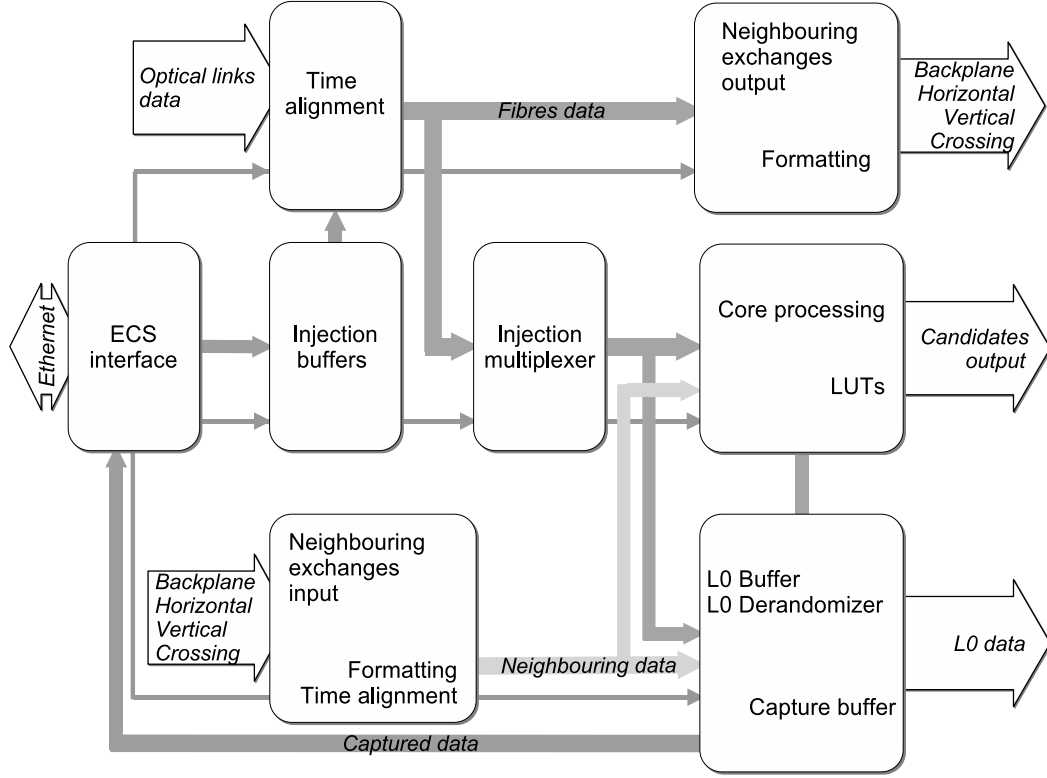 Optical links
data
Time
alignment
Fibres data
Neighbouring
exchanges
output
Formatting
Backplane
Horizontal
Vertical
Crossing
Ethernet
ECS
interface
Injection
buffers
Injection
multiplexer
Core processing
LUTs
Candidates
output
Backplane
Horizontal
Vertical
Crossing
Neighbouring
exchanges
input
Formatting
Time alignment
Neighbouring data
L0 Buffer
L0 Derandomizer
Capture buffer
L0 data
Captured data